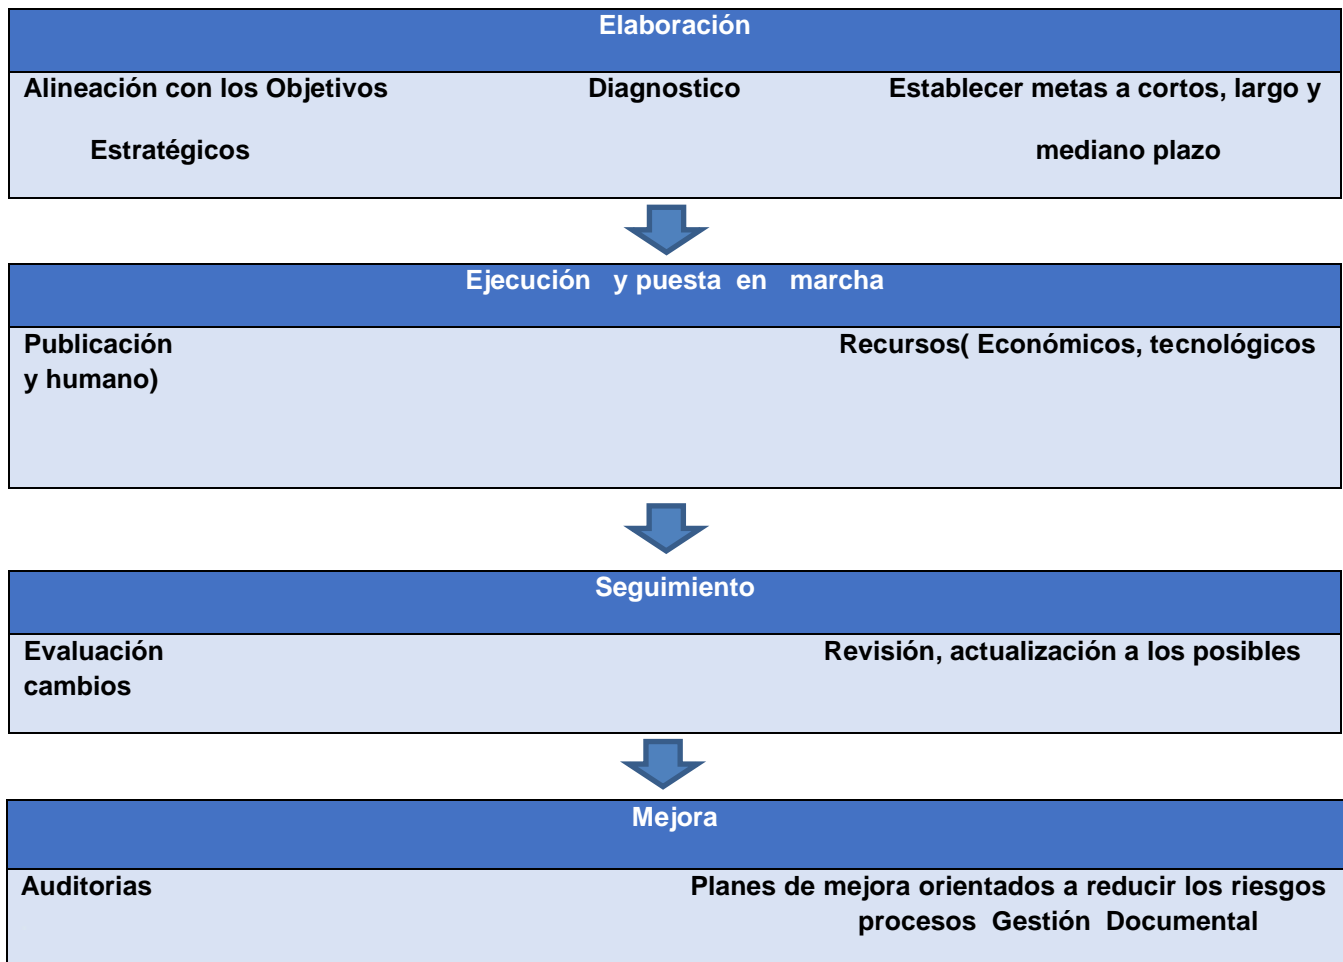 Elaboración
Alineación con los Objetivos Diagnostico Establecer metas a cortos, largo y
Estratégicos mediano plazo
Ejecución y puesta en marcha
Publicación Recursos( Económicos, tecnológicos
y humano)
Seguimiento
Evaluación Revisión, actualización a los posibles
cambios
Mejora
Auditorias Planes de mejora orientados a reducir los riesgos
procesos Gestión Documental